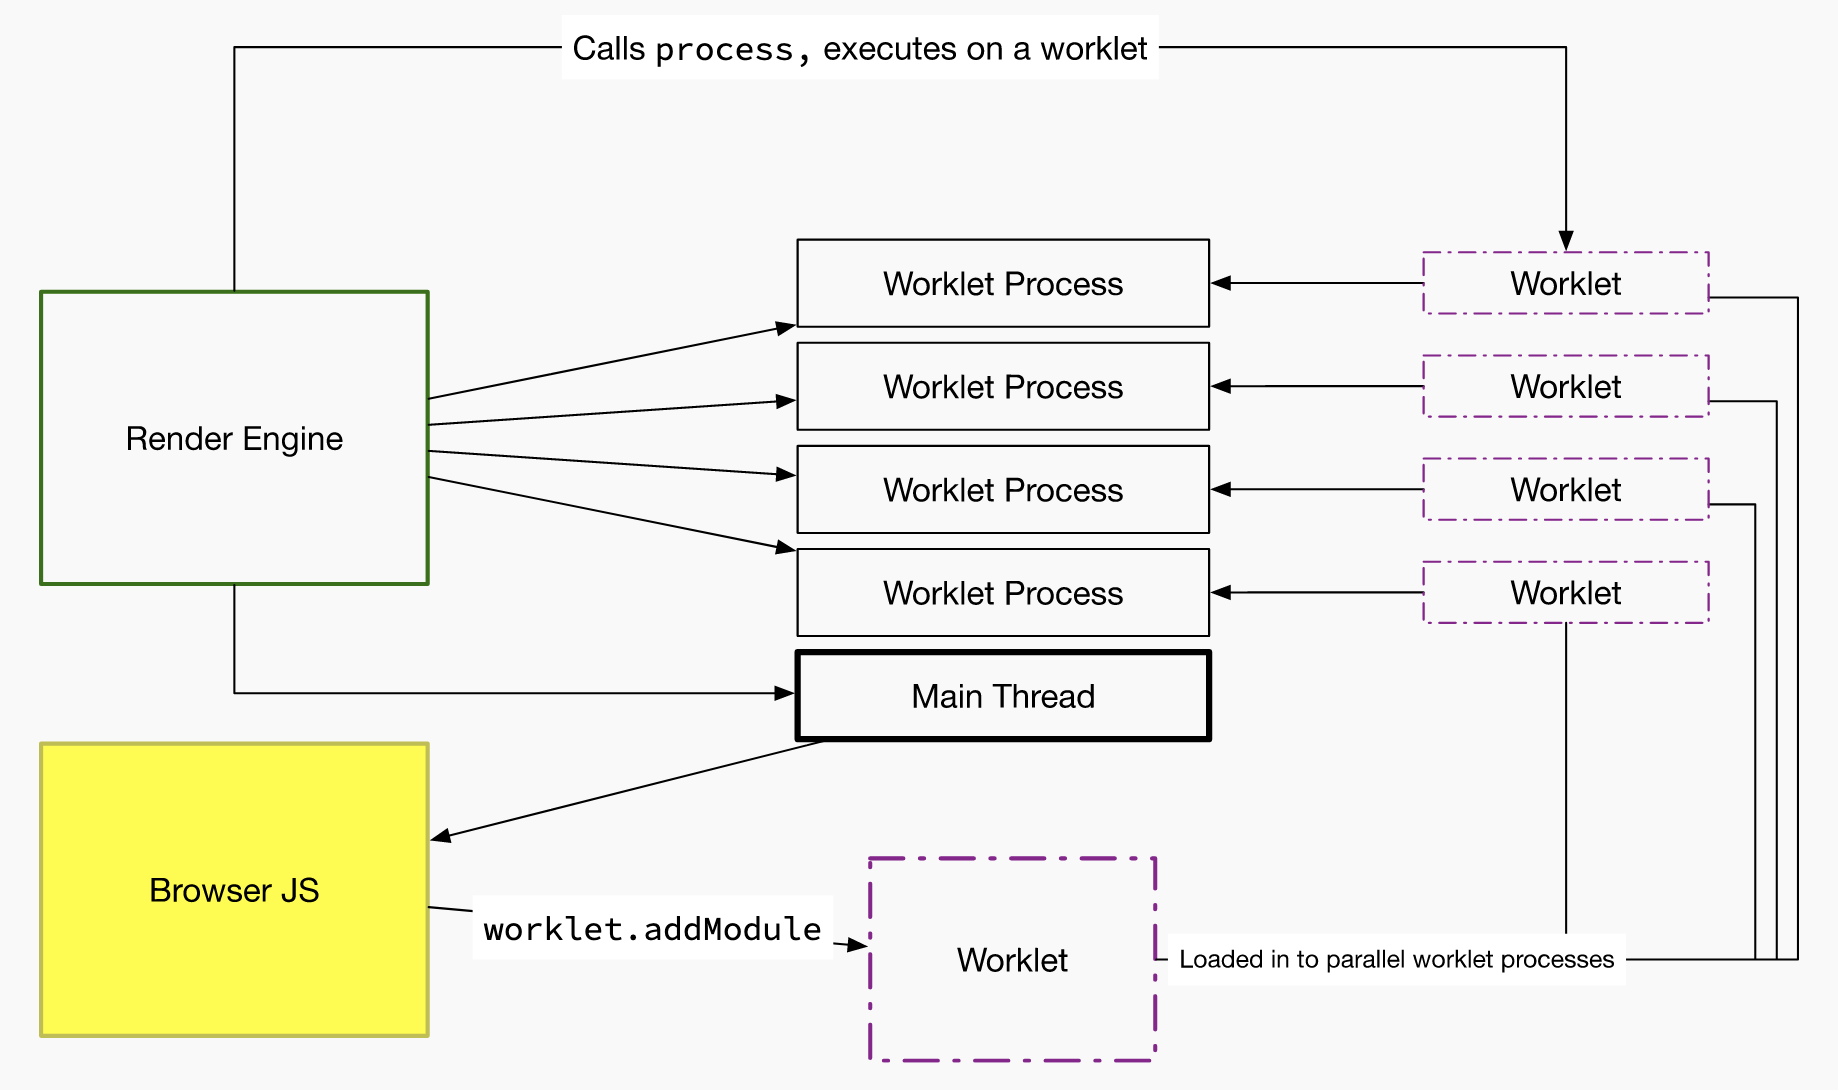 Calls process, executes on a worklet
Worklet Process
Worklet
Worklet Process
Worklet
Render Engine
Worklet Process
Worklet
Worklet Process
Worklet
Main Thread
Browser JS
worklet.addModule
Worklet
Loaded in to parallel worklet processes